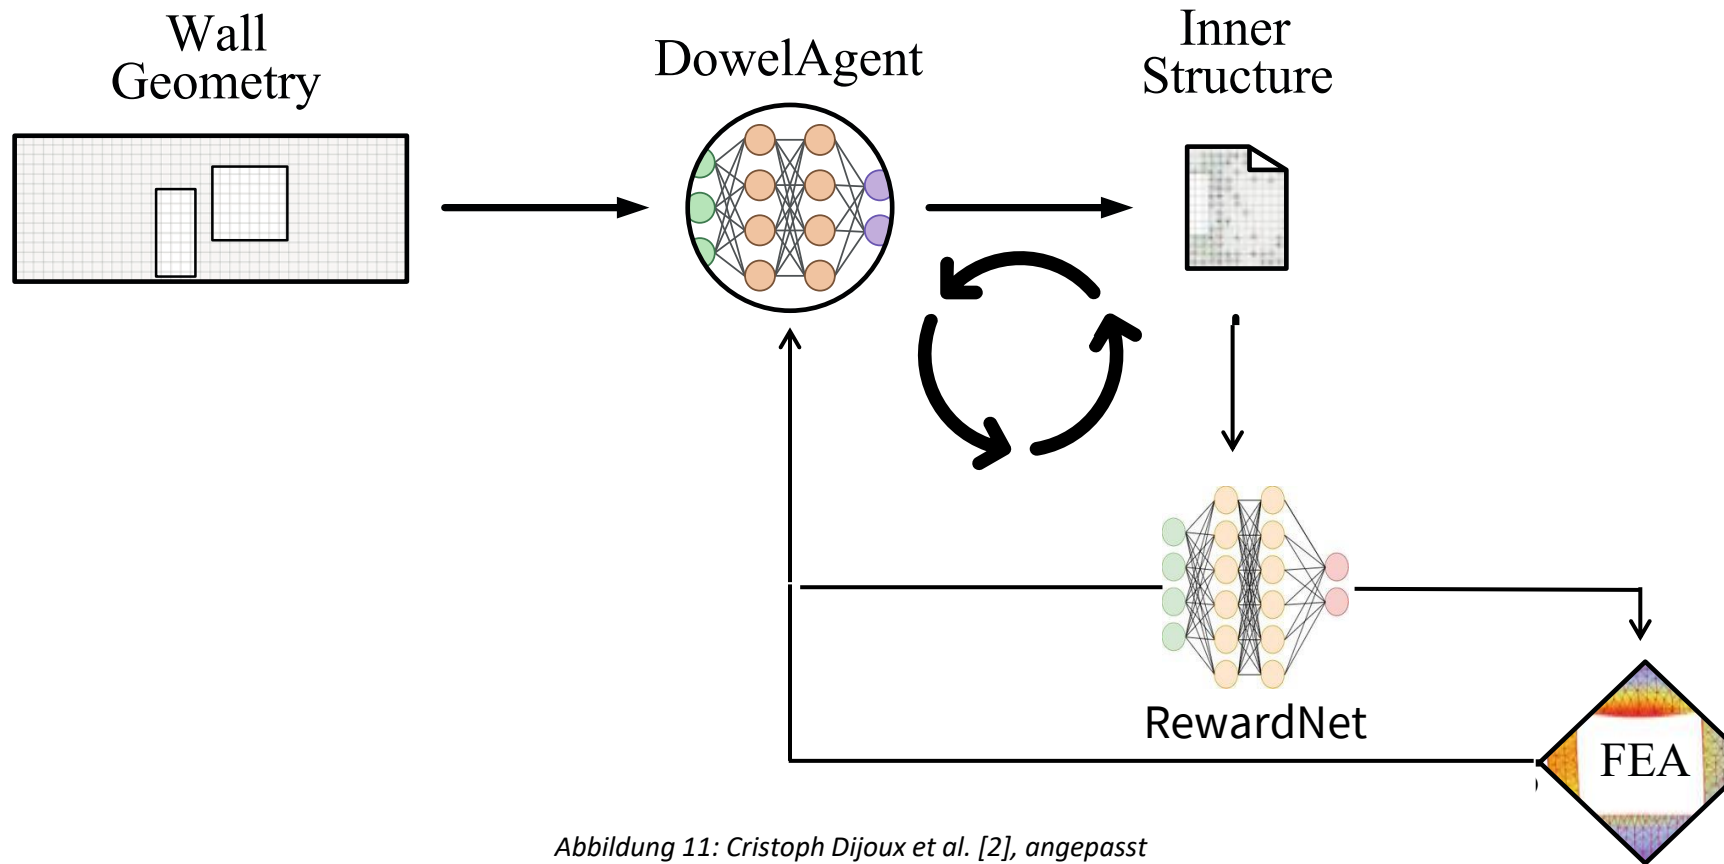 Wall
Geometry
DowelAgent
Inner
Structure
RewardNet
FEA
Abbildung 11: Cristoph Dijoux et al. [2], angepasst